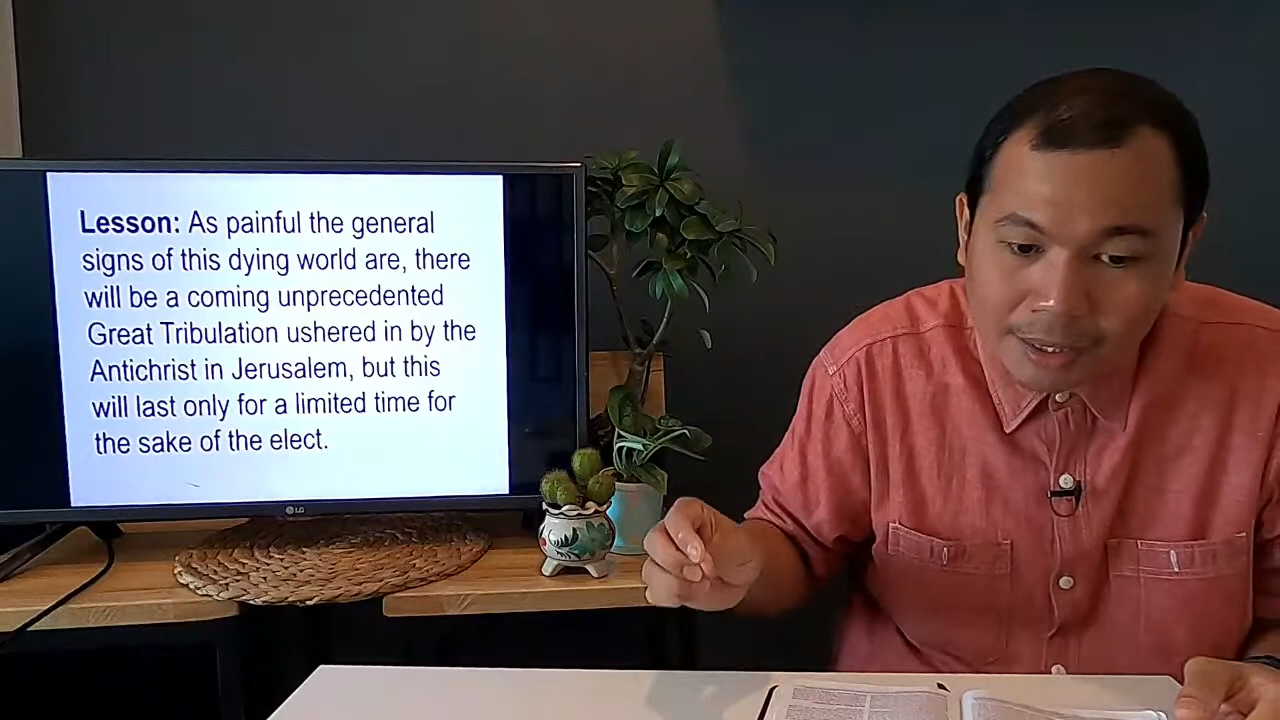 Lesson: As painful the general
signs of this dying world are, there
will be a coming unprecedented
Great Tribulation ushered in by the
Antichrist in Jerusalem, but this
will last only for a limited time for
the sake of the elect.
LG